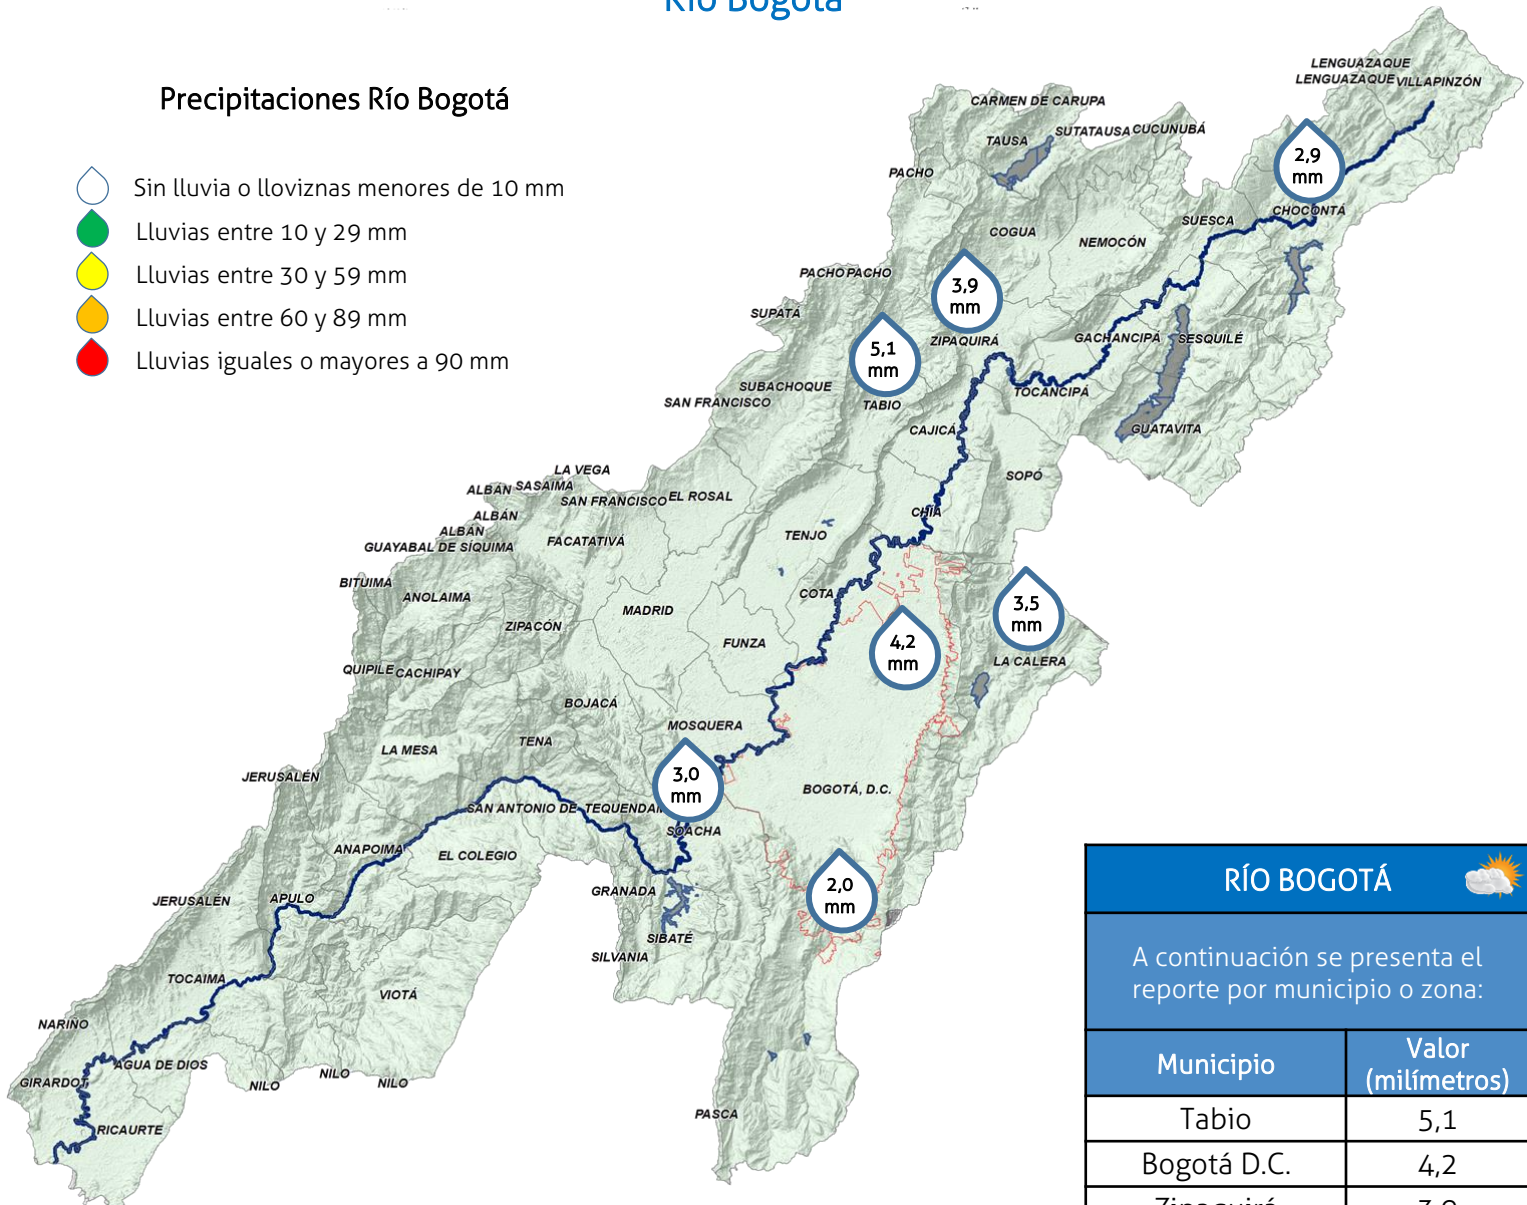 Río Bogotá
Precipitaciones Río Bogotá
Sin lluvia o lloviznas menores de 10 mm
Lluvias entre 10 y 29 mm
Lluvias entre 30 y 59 mm
Lluvias entre 60 y 89 mm
Lluvias iguales o mayores a 90 mm
LENGUAZAQUE
LENGUAZAQUE
VILLAPINZÓN
CARMEN DE CARUPA
SUTATAUSA
CUCUNUBÁ
TAUSA
2,9
mm
PACHO
CHOCONTÁ
SUESCA
COGUA
NEMOCÓN
PACHO
PACHO
3,9
mm
SUPATÁ
ZIPAQUIRÁ
GACHANCIPÁ
SESQUILÉ
5,1
mm
SUBACHOQUE
SAN FRANCISCO
TABIO
TOCANCIPÁ
CAJICÁ
GUATAVITA
LA VEGA
SOPÓ
ALBÁN
SASAIMA
SAN FRANCISCO
EL ROSAL
ALBÁN
CHÍA
ALBÁN
GUAYABAL DE SÍQUIMA
FACATATIVÁ
TENJO
BITUIMA
ANOLAIMA
COTA
MADRID
3,5
mm
ZIPACÓN
FUNZA
4,2
mm
LA CALERA
QUIPILE
CACHIPAY
BOJACÁ
MOSQUERA
LA MESA
TENA
JERUSALÉN
3,0
mm
BOGOTÁ, D.C.
SAN ANTONIO DE TEQUENDAM
SOACHA
ANAPOIMA
EL COLEGIO
GRANADA
2,0
mm
JERUSALÉN
APULO
SIBATÉ
SILVANIA
TOCAIMA
VIOTÁ
NARIÑO
AGUA DE DIOS
GIRARDOT
NILO
NILO
NILO
PASCA
RICAURTE
RÍO BOGOTÁ
A continuación se presenta el
reporte por municipio o zona:
Municipio
Valor
(milímetros)
Tabio 5,1
Bogotá D.C. 4,2
Zipaquirá 3,9